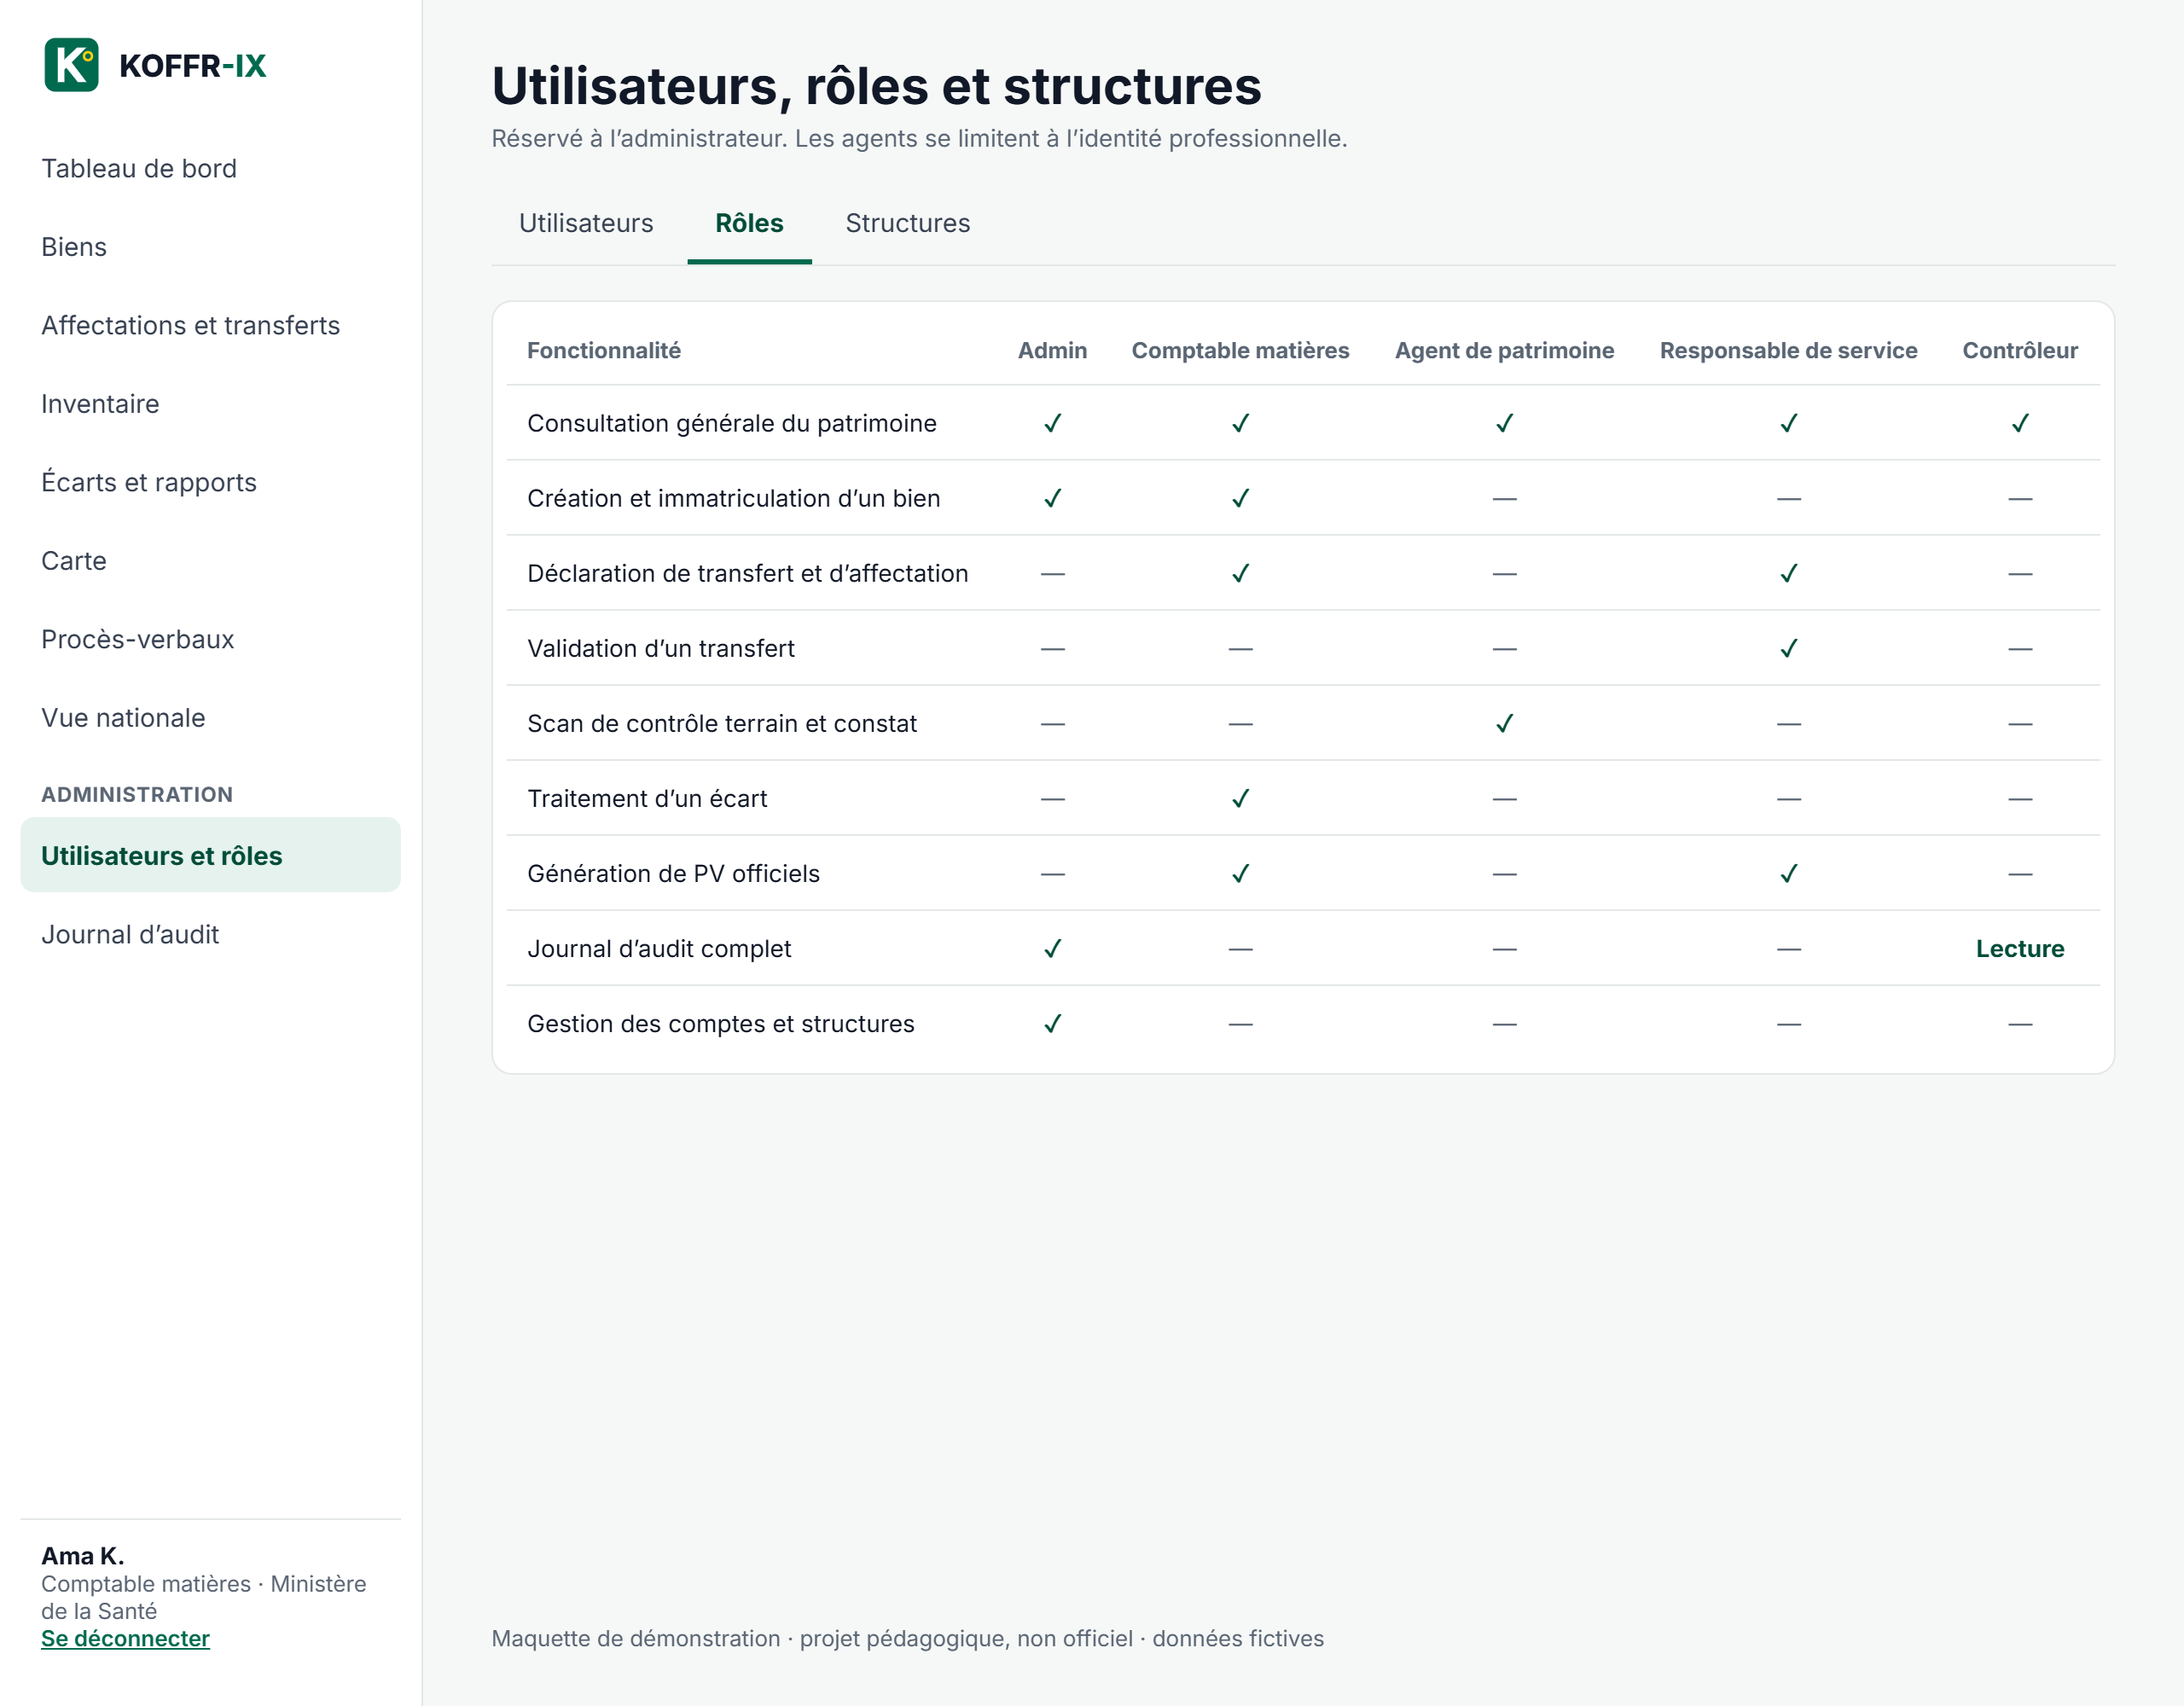 KOFFR-IX
Tableau de bord
Biens
Affectations et transferts
Inventaire
Écarts et rapports
Carte
Procès-verbaux
Vue nationale
ADMINISTRATION
Utilisateurs et rôles
Journal d’audit
Ama K.
Comptable matières · Ministère
de la Santé
Se déconnecter
Utilisateurs, rôles et structures
Réservé à l’administrateur. Les agents se limitent à l’identité professionnelle.
Utilisateurs Rôles Structures
Fonctionnalité Admin Comptable matières Agent de patrimoine Responsable de service Contrôleur
Consultation générale du patrimoine ✓ ✓ ✓ ✓ ✓
Création et immatriculation d’un bien ✓ ✓ — — —
Déclaration de transfert et d’affectation — ✓ — ✓ —
Validation d’un transfert — — — ✓ —
Scan de contrôle terrain et constat — — ✓ — —
Traitement d’un écart — ✓ — — —
Génération de PV officiels — ✓ — ✓ —
Journal d’audit complet ✓ — — — Lecture
Gestion des comptes et structures ✓ — — — —
Maquette de démonstration · projet pédagogique, non officiel · données fictives